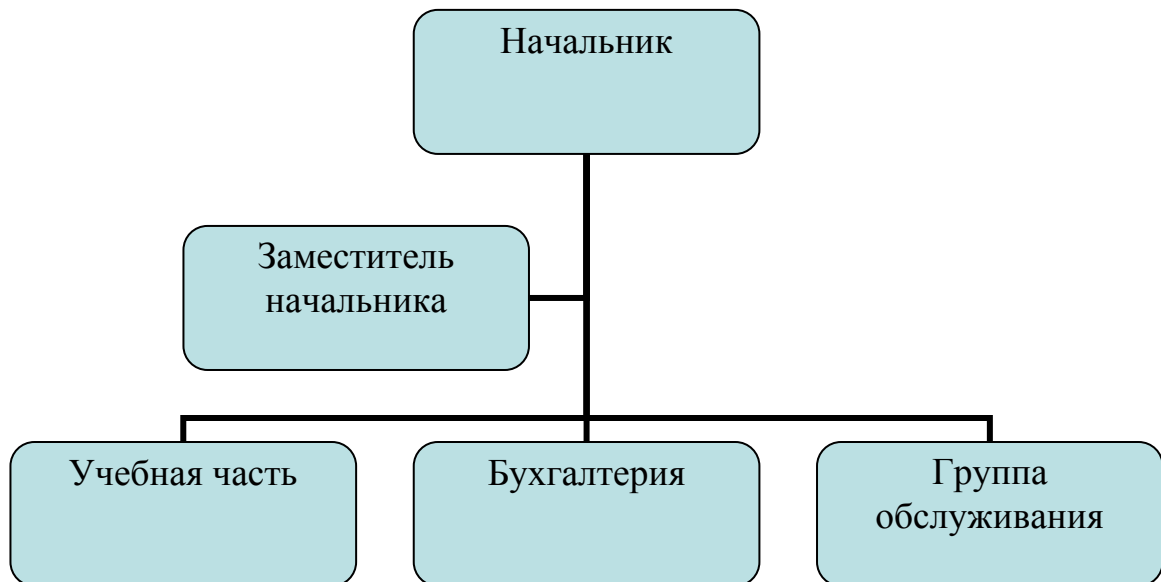 Начальник
Заместитель
начальника
Учебная часть
Бухгалтерия
Группа
обслуживания